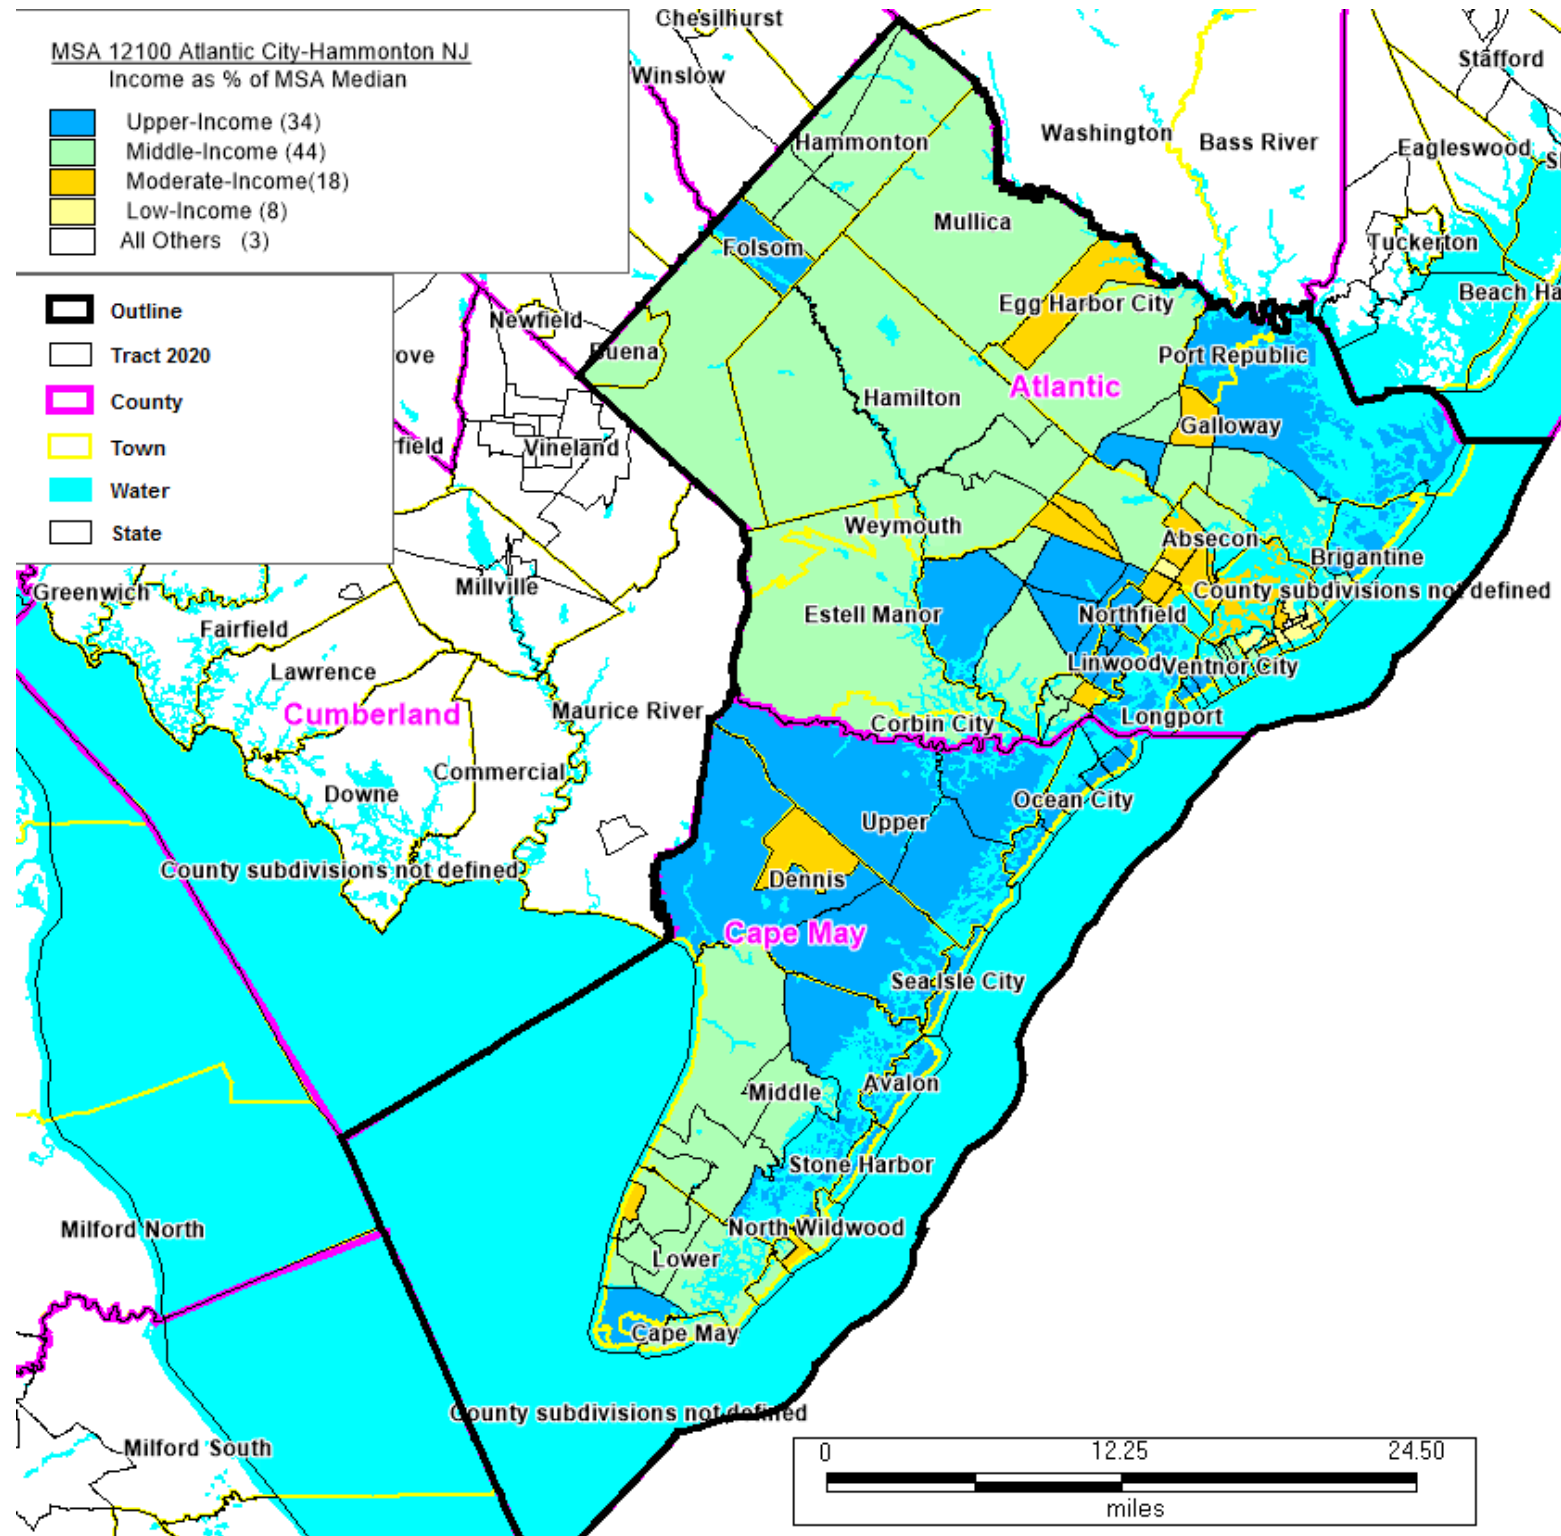 MSA 12100 Atlantic City-Hammonton NJ
Income as % of MSA Median
Upper-Income (34)
Middle-Income (44)
Moderate-Income(18)
Low-Income (8)
All Others (3)
Outline
Tract 2020
County
Town
Water
State
Chesilhurst
Winslow
Stafford
Washington
Bass River
Eagleswood
Hammonton
Mullica
Tuckerton
Folsom
Egg Harbor City
Beach Ha
Newfield
Buena
ove
Port Republic
Atlantic
Hamilton
Galloway
field
Vineland
Weymouth
Absecon
Brigantine
Millville
Greenwich
County subdivisions not defined
Fairfield
Estell Manor
Northfield
Lawrence
Linwood
Ventnor City
Cumberland
Maurice River
Corbin City
Longport
Commercial
Downe
Ocean City
Upper
County subdivisions not defined
Dennis
Cape May
Sea Isle City
Middle
Avalon
Stone Harbor
Milford North
North Wildwood
Lower
Cape May
County subdivisions not defined
Milford South
0 12.25 24.50
miles